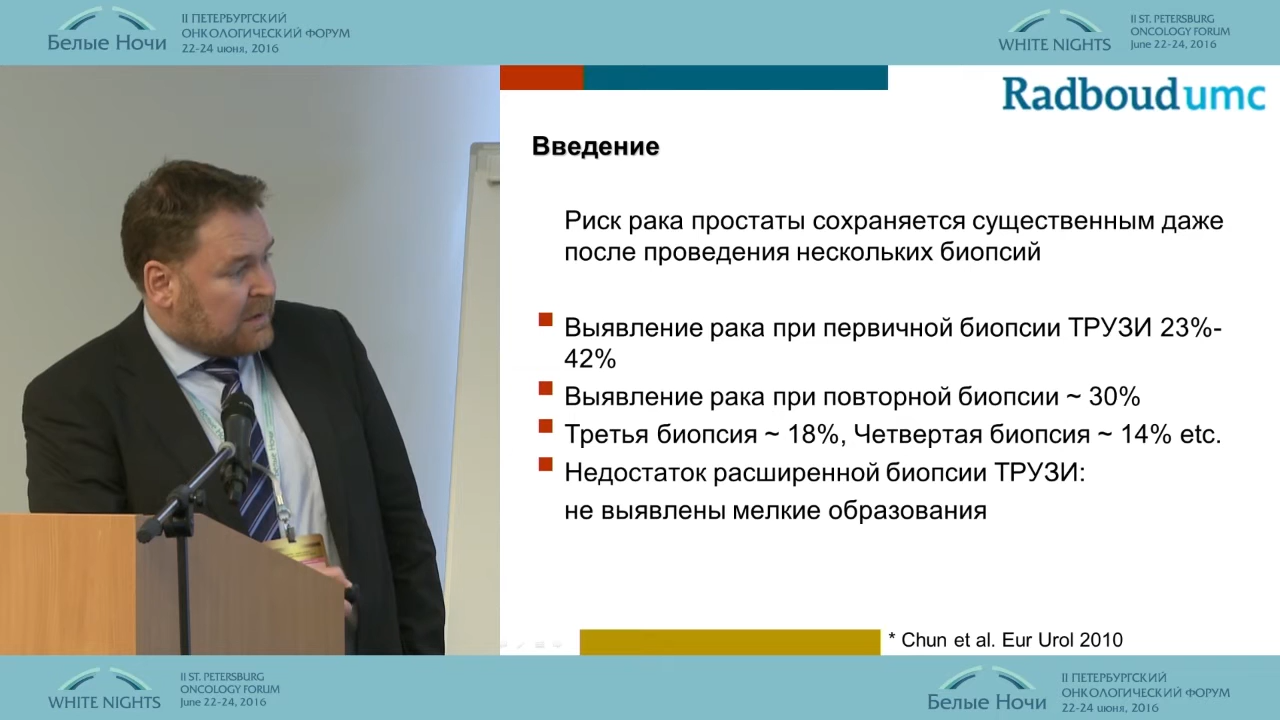 Белые Ночи
II ПЕТЕРБУРГСКИЙ
ОНКОЛОГИЧЕСКИЙ ФОРУМ
22-24 июня, 2016
WHITE NIGHTS
II ST. PETERSBURG
ONCOLOGY FORUM
June 22-24, 2016
Radboudumc
Введение
Риск рака простаты сохраняется существенным даже
после проведения нескольких биопсий
Выявление рака при первичной биопсии ТРУЗИ 23%-
42%
Выявление рака при повторной биопсии ~ 30%
Третья биопсия ~ 18%, Четвертая биопсия ~ 14% etc.
Недостаток расширенной биопсии ТРУЗИ:
не выявлены мелкие образования
* Chun et al. Eur Urol 2010
WHITE NIGHTS
II ST. PETERSBURG
ONCOLOGY FORUM
June 22-24, 2016
Белые Ночи
II ПЕТЕРБУРГСКИЙ
ОНКОЛОГИЧЕСКИЙ ФОРУМ
22-24 июня, 2016